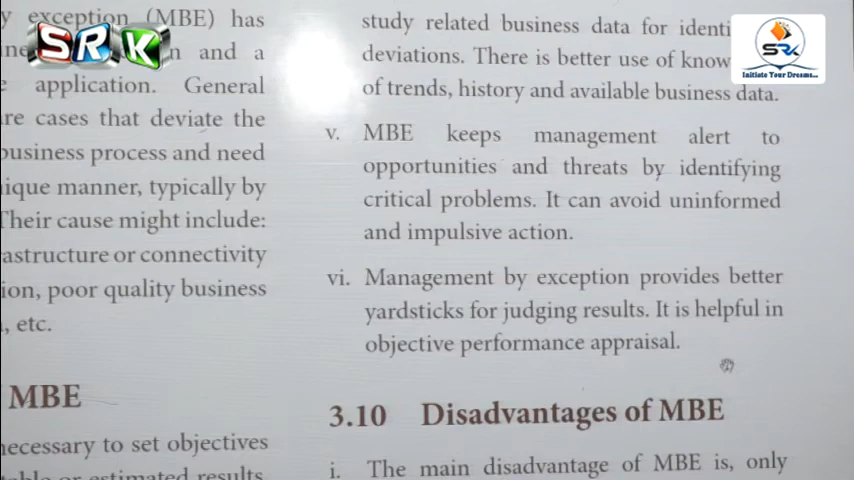 y exception (MBE) has
n and a
e application. General
re cases that deviate the
business process and need
ique manner, typically by
Their cause might include:
astructure or connectivity
ion, poor quality business
, etc.
MBE
necessary to set objectives
table or estimated results
study related business data for identi
deviations. There is better use of know
of trends, history and available business data.
v. MBE keeps management alert to
opportunities and threats by identifying
critical problems. It can avoid uninformed
and impulsive action.
vi. Management by exception provides better
yardsticks for judging results. It is helpful in
objective performance appraisal.
3.10 Disadvantages of MBE
i. The main disadvantage of MBE is, only
SRK
SRK
Initiate Your Dreams...